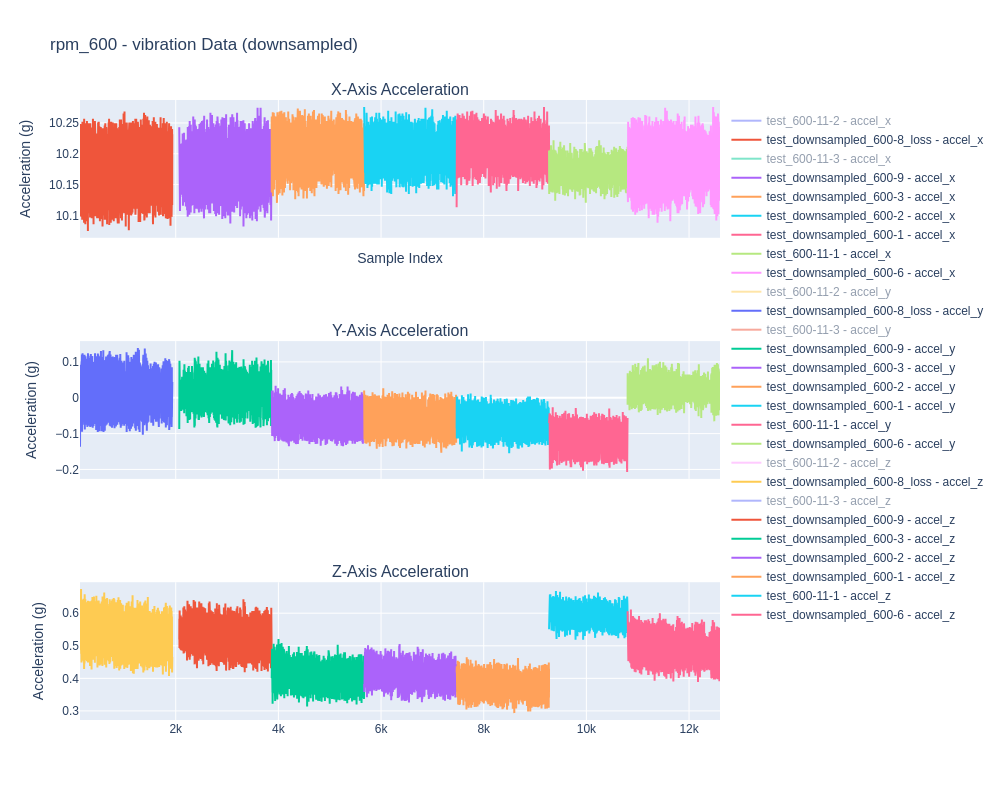 rpm_600 - vibration Data (downsampled)
X-Axis Acceleration
Acceleration (g)
10.25
10.2
10.15
10.1
Sample Index
Y-Axis Acceleration
Acceleration (g)
0.1
0
−0.1
−0.2
Z-Axis Acceleration
Acceleration (g)
0.6
0.5
0.4
0.3
2k
4k
6k
8k
10k
12k
test_600-11-2 - accel_x
test_downsampled_600-8_loss - accel_x
test_600-11-3 - accel_x
test_downsampled_600-9 - accel_x
test_downsampled_600-3 - accel_x
test_downsampled_600-2 - accel_x
test_downsampled_600-1 - accel_x
test_600-11-1 - accel_x
test_downsampled_600-6 - accel_x
test_600-11-2 - accel_y
test_downsampled_600-8_loss - accel_y
test_600-11-3 - accel_y
test_downsampled_600-9 - accel_y
test_downsampled_600-3 - accel_y
test_downsampled_600-2 - accel_y
test_downsampled_600-1 - accel_y
test_600-11-1 - accel_y
test_downsampled_600-6 - accel_y
test_600-11-2 - accel_z
test_downsampled_600-8_loss - accel_z
test_600-11-3 - accel_z
test_downsampled_600-9 - accel_z
test_downsampled_600-3 - accel_z
test_downsampled_600-2 - accel_z
test_downsampled_600-1 - accel_z
test_600-11-1 - accel_z
test_downsampled_600-6 - accel_z